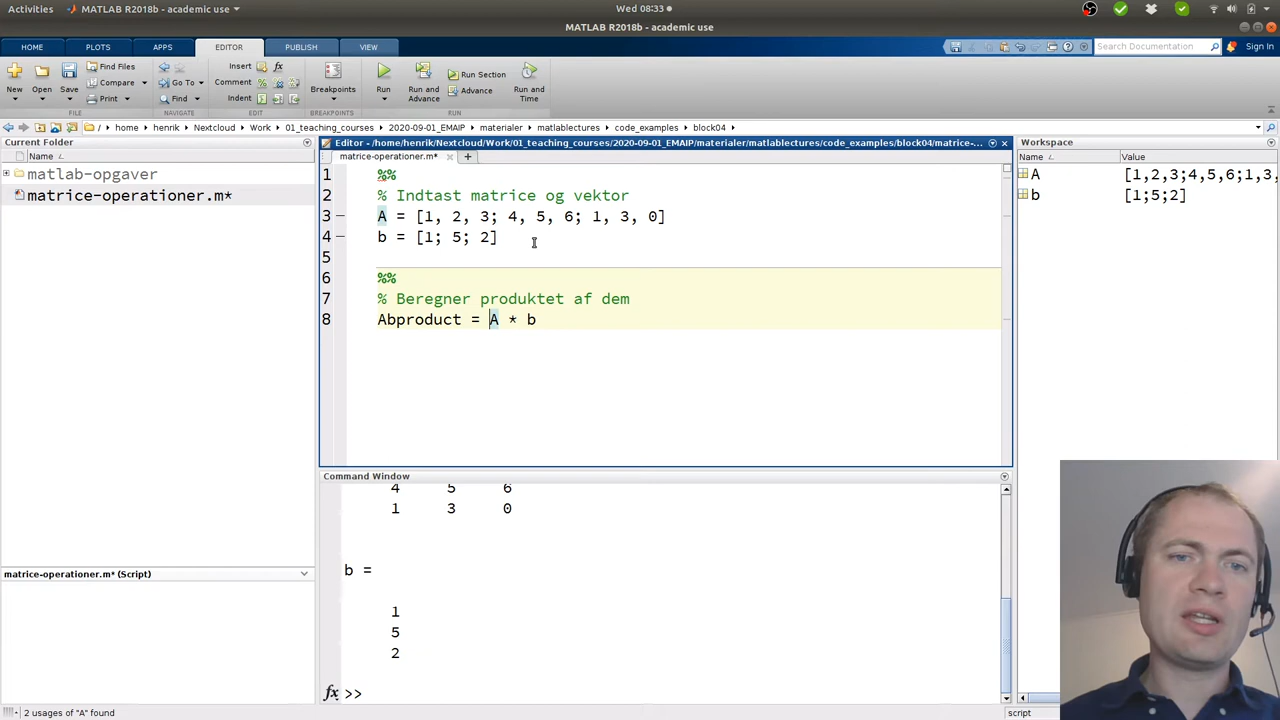 Activities MATLAB R2018b - academic use Wed 08:33
MATLAB R2018b - academic use
HOME PLOTS APPS EDITOR PUBLISH VIEW Search Documentation Sign In
New Open Save Find Files Compare Print Go To Find Insert fx Comment Indent Breakpoints Run Run and Advance Run Section Advance Run and Time
FILE NAVIGATE EDIT BREAKPOINTS RUN
/ home henrik Nextcloud Work 01_teaching_courses 2020-09-01_EMAIP materialer matlablectures code_examples block04
Current Folder
Name
matlab-opgaver
matrice-operationer.m*
matrice-operationer.m* (Script)
Editor - /home/henrik/Nextcloud/Work/01_teaching_courses/2020-09-01_EMAIP/materialer/matlablectures/code_examples/block04/matrice-...
matrice-operationer.m* × +
1 %%
2 % Indtast matrice og vektor
3 A = [1, 2, 3; 4, 5, 6; 1, 3, 0]
4 b = [1; 5; 2]
5
6 %%
7 % Beregner produktet af dem
8 Abproduct = A * b
Command Window
4 5 6
1 3 0
b =
1
5
2
fx >>
Workspace
Name Value
A [1,2,3;4,5,6;1,3,
b [1;5;2]
2 usages of "A" found
script